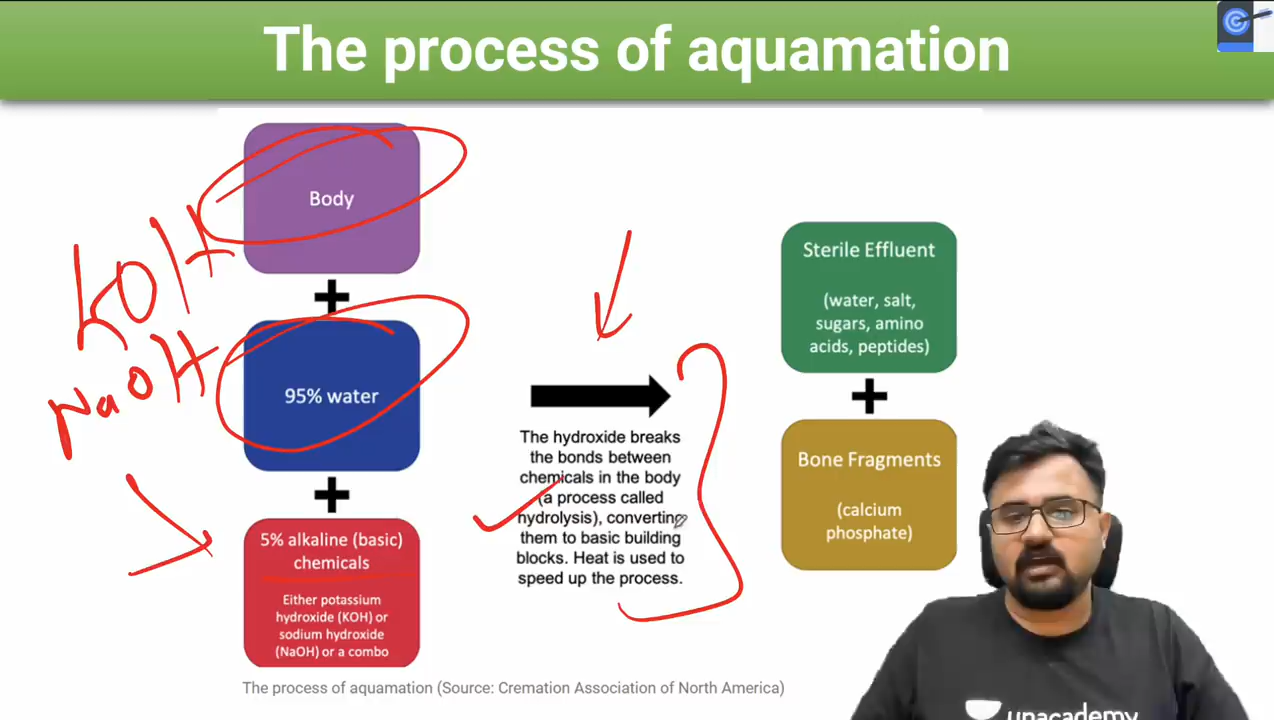 The process of aquamation
Body
KOH
+
95% water
NaOH
+
5% alkaline (basic)
chemicals
Either potassium
hydroxide (KOH) or
sodium hydroxide
(NaOH) or a combo
The hydroxide breaks
the bonds between
chemicals in the body
(a process called
hydrolysis), converting
them to basic building
blocks. Heat is used to
speed up the process.
Sterile Effluent
(water, salt,
sugars, amino
acids, peptides)
+
Bone Fragments
(calcium
phosphate)
The process of aquamation (Source: Cremation Association of North America)
unacademy